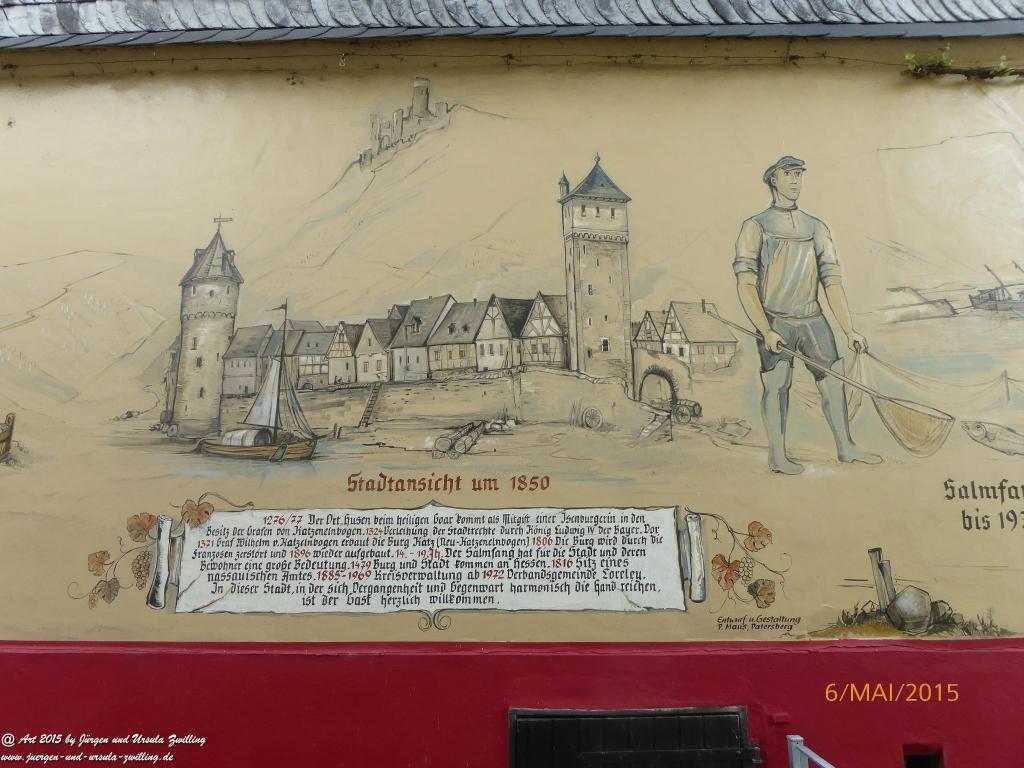 Stadtansicht um 1850
1276/77 Der Ort "Husen beim heiligen Goar" kommt als Mitgift einer Isenburgerin in den
Besitz der Grafen von Katzenelnbogen. 1324 Verleihung der Stadtrechte durch König Ludwig IV der Bayer. Vor
1371 Graf Wilhelm v. Katzelnbogen erbaut die Burg Katz (Neu-Katzenelnbogen) 1806 Die Burg wird durch die
Franzosen zerstört und 1896 wieder aufgebaut. 14. - 19. Jh. Der Salmfang hat für die Stadt und deren
Bewohner eine große Bedeutung. 1479 Burg und Stadt kommen an Hessen. 1816 Sitz eines
nassauischen Amtes. 1885-1969 Kreisverwaltung ab 1972 Verbandsgemeinde Loreley.
In dieser Stadt, in der sich Vergangenheit und Gegenwart harmonisch die Hand reichen,
ist der Gast herzlich willkommen.
Salmfan
bis 19
Entwurf u. Gestaltung
P. Maus, Patersberg
6/MAI/2015
@ Art 2015 by Jürgen und Ursula Zwilling
www.juergen-und-ursula-zwilling.de